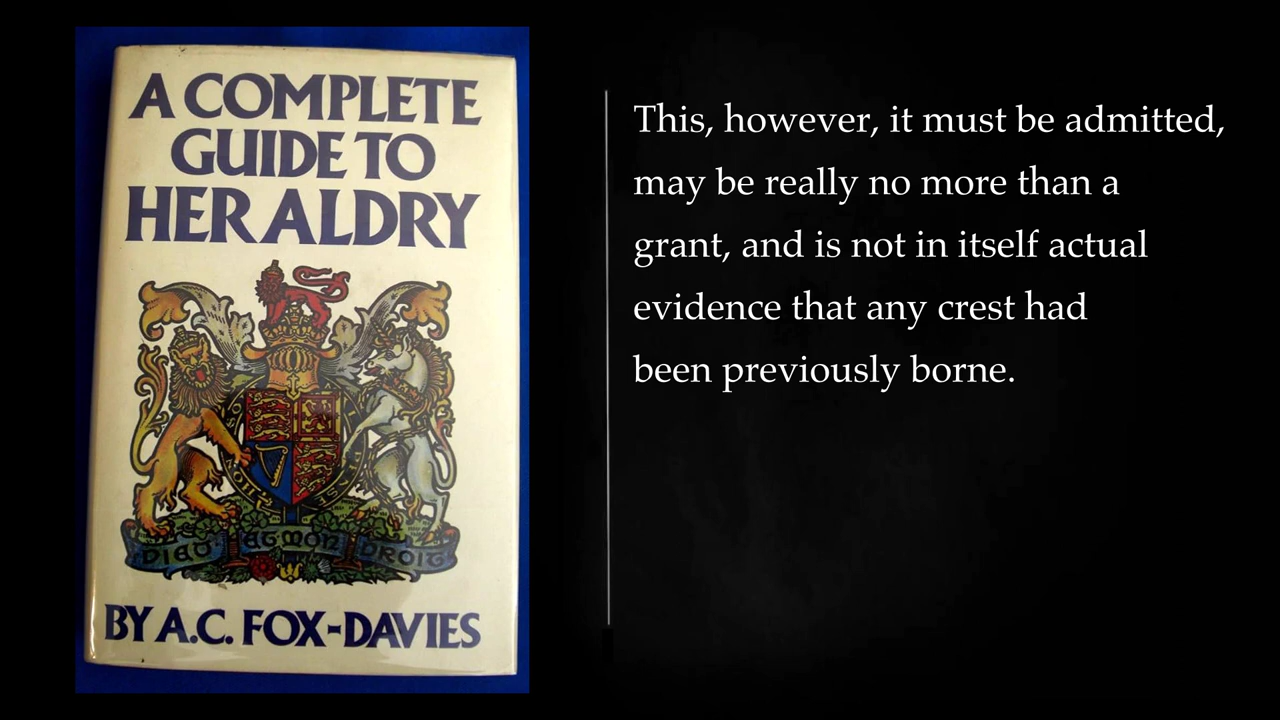 A COMPLETE
GUIDE TO
HERALDRY
DIEU ET MON DROIT
BY A.C. FOX-DAVIES
This, however, it must be admitted,
may be really no more than a
grant, and is not in itself actual
evidence that any crest had
been previously borne.